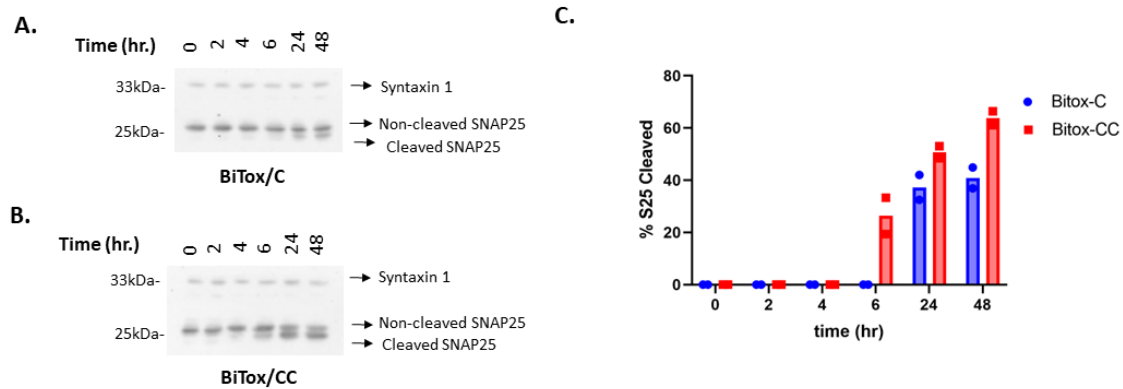 A.
Time (hr.) 0 2 4 6 24 48
33kDa- Syntaxin 1
25kDa- Non-cleaved SNAP25
Cleaved SNAP25
BiTox/C
B.
Time (hr.) 0 2 4 6 24 48
33kDa- Syntaxin 1
25kDa- Non-cleaved SNAP25
Cleaved SNAP25
BiTox/CC
C.
% S25 Cleaved
80
60
40
20
0
0 2 4 6 24 48
time (hr)
Bitox-C
Bitox-CC